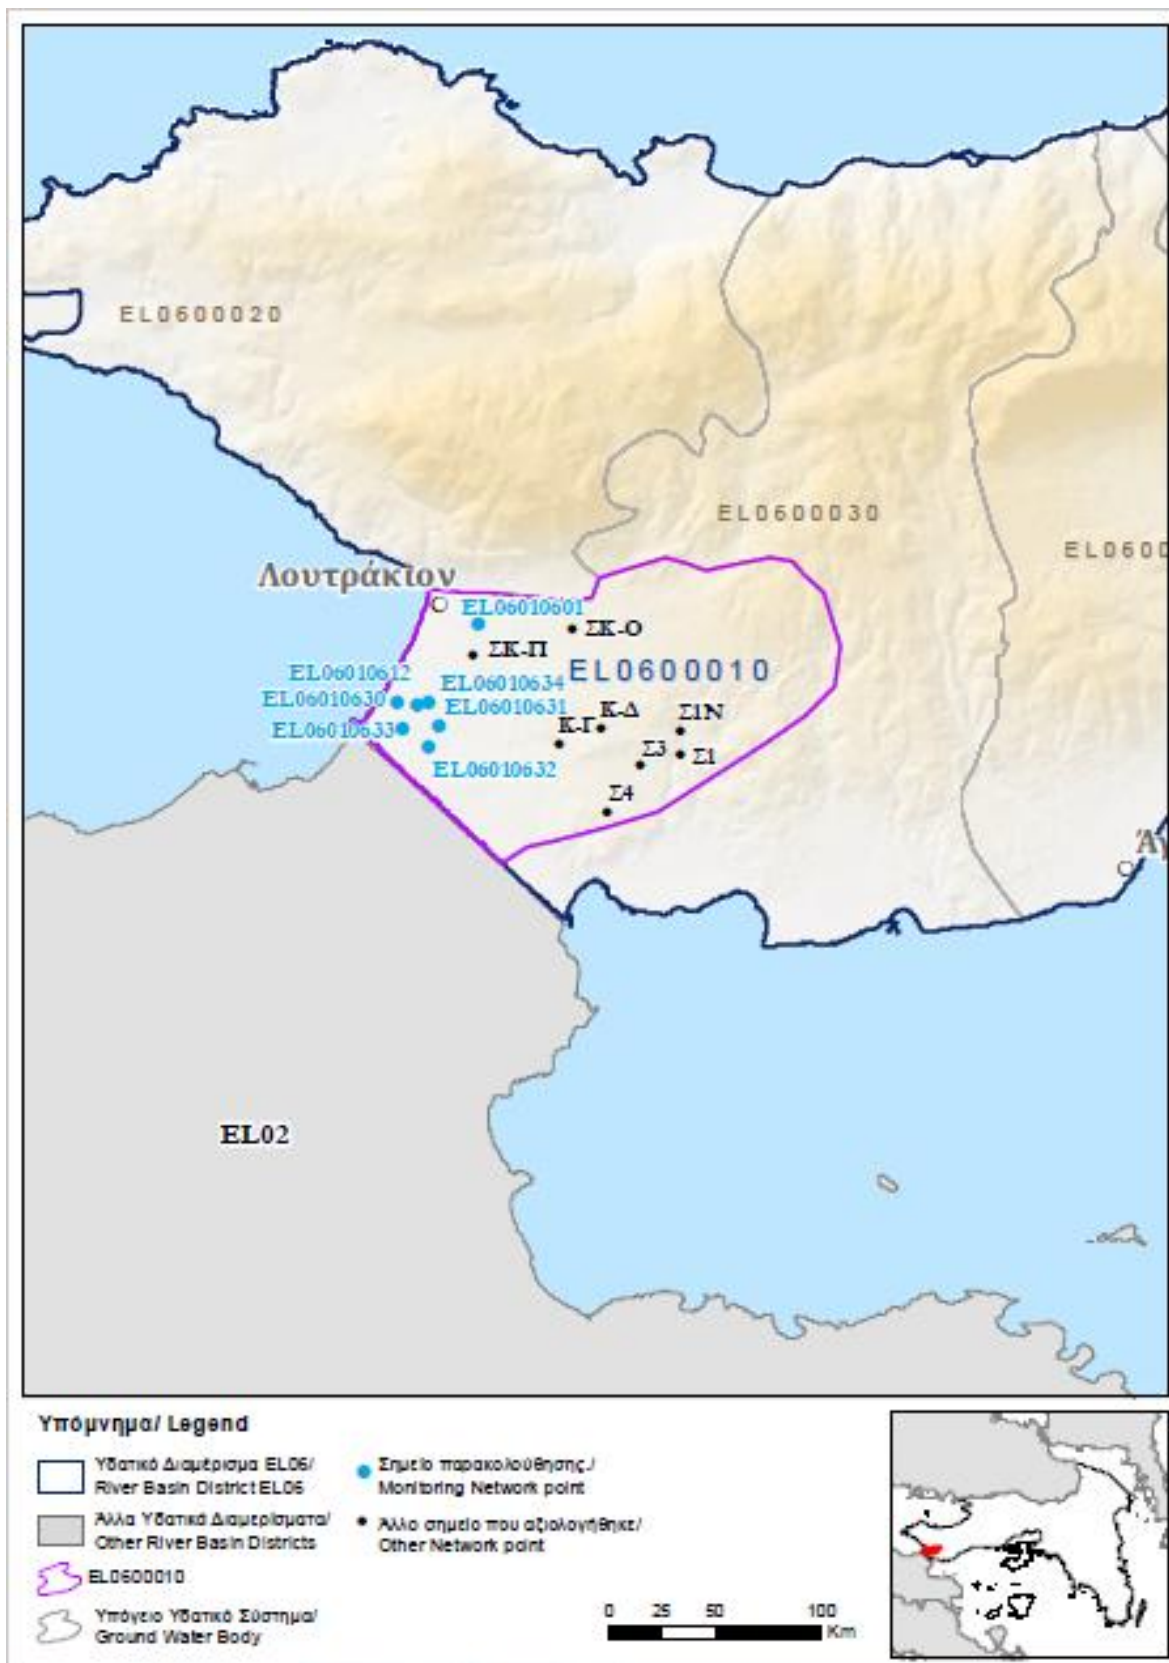 EL0600020
EL0600030
EL0600
Λουτράκιον
EL06010601
ΣΚ-Ο
ΣΚ-Π
EL0600010
EL06010612
EL06010634
EL06010630
EL06010631
Κ-Δ
Σ1Ν
EL06010633
Κ-Γ
Σ3
Σ1
EL06010632
Σ4
Άγ
EL02
Υπόμνημα/ Legend
Υδατικό Διαμέρισμα EL06/
River Basin District EL06
Άλλα Υδατικά Διαμερίσματα/
Other River Basin Districts
EL0600010
Υπόγειο Υδατικό Σύστημα/
Ground Water Body
Σημείο παρακολούθησης/
Monitoring Network point
Άλλο σημείο που αξιολογήθηκε/
Other Network point
0 25 50 100
Km